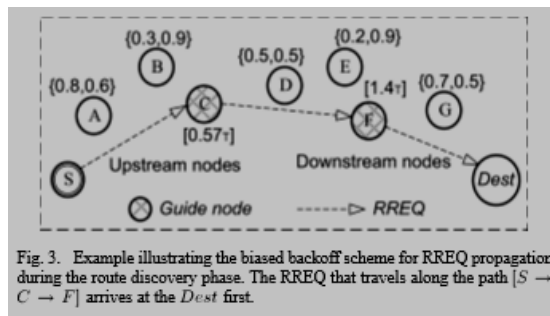 {0.3,0.9} {0.2,0.9}
{0.8,0.6} B {0.5,0.5} E {0.7,0.5}
A C D [1.4τ] G
[0.57τ] F
S Upstream nodes Downstream nodes Dest
Guide node RREQ
Fig. 3. Example illustrating the biased backoff scheme for RREQ propagation
during the route discovery phase. The RREQ that travels along the path [S →
C → F] arrives at the Dest first.